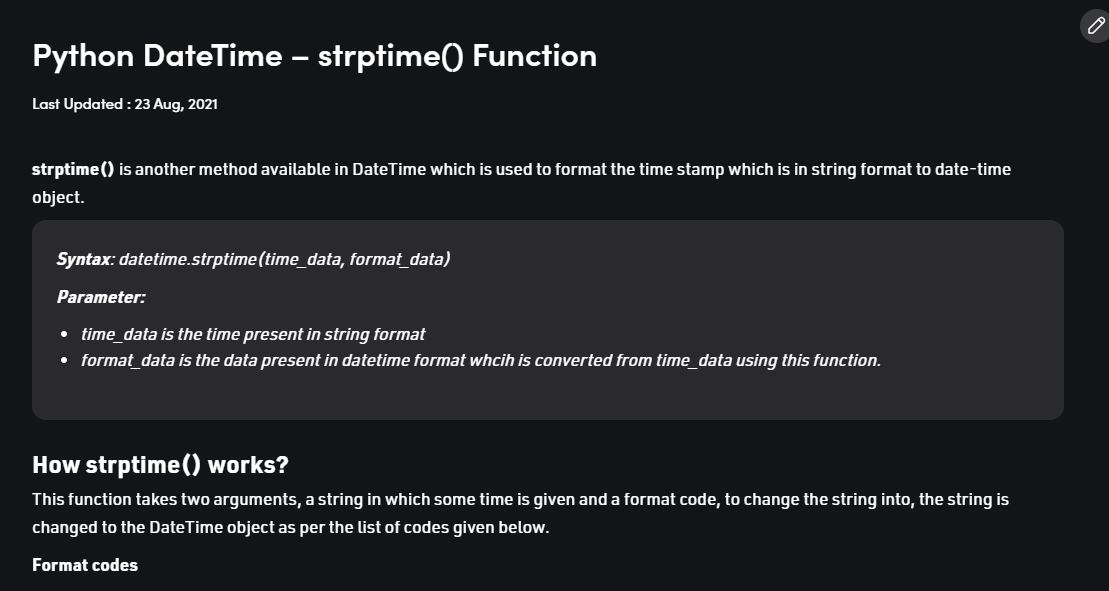 Python DateTime – strptime() Function
Last Updated : 23 Aug, 2021
strptime() is another method available in DateTime which is used to format the time stamp which is in string format to date-time
object.
Syntax: datetime.strptime(time_data, format_data)
Parameter:
• time_data is the time present in string format
• format_data is the data present in datetime format whcih is converted from time_data using this function.
How strptime() works?
This function takes two arguments, a string in which some time is given and a format code, to change the string into, the string is
changed to the DateTime object as per the list of codes given below.
Format codes